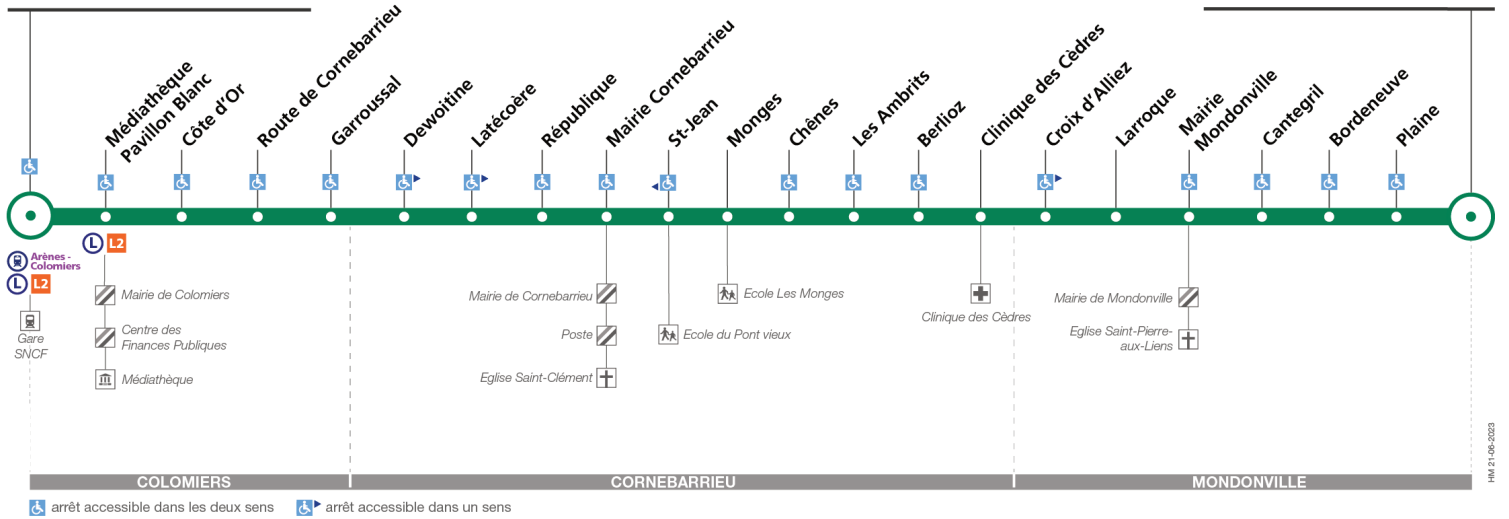 Médiathèque
Pavillon Blanc
Côte d'Or
Route de Cornebarrieu
Garroussal
Dewoitine
Latécoère
République
Mairie Cornebarrieu
St-Jean
Monges
Chênes
Les Ambrits
Berlioz
Clinique des Cèdres
Croix d'Alliez
Larroque
Mairie
Mondonville
Cantegril
Bordeneuve
Plaine
Arènes -
Colomiers
L L2
L L2
Gare
SNCF
Mairie de Colomiers
Centre des
Finances Publiques
Médiathèque
Mairie de Cornebarrieu
Poste
Eglise Saint-Clément
Ecole du Pont vieux
Ecole Les Monges
Clinique des Cèdres
Mairie de Mondonville
Eglise Saint-Pierre-
aux-Liens
COLOMIERS
CORNEBARRIEU
MONDONVILLE
arrêt accessible dans les deux sens
arrêt accessible dans un sens
HM 21-06-2023